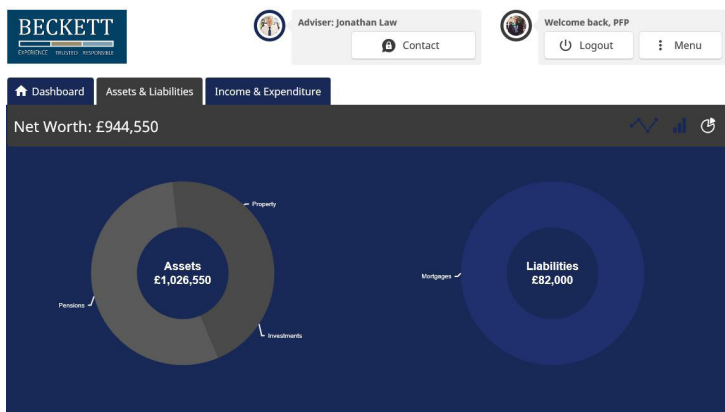 BECKETT
EXPERIENCE TRUSTED RESPONSIBLE
Adviser: Jonathan Law
Contact
Welcome back, PFP
Logout
Menu
Dashboard
Assets & Liabilities
Income & Expenditure
Net Worth: £944,550
Property
Assets
£1,026,550
Pensions
Investments
Mortgages
Liabilities
£82,000